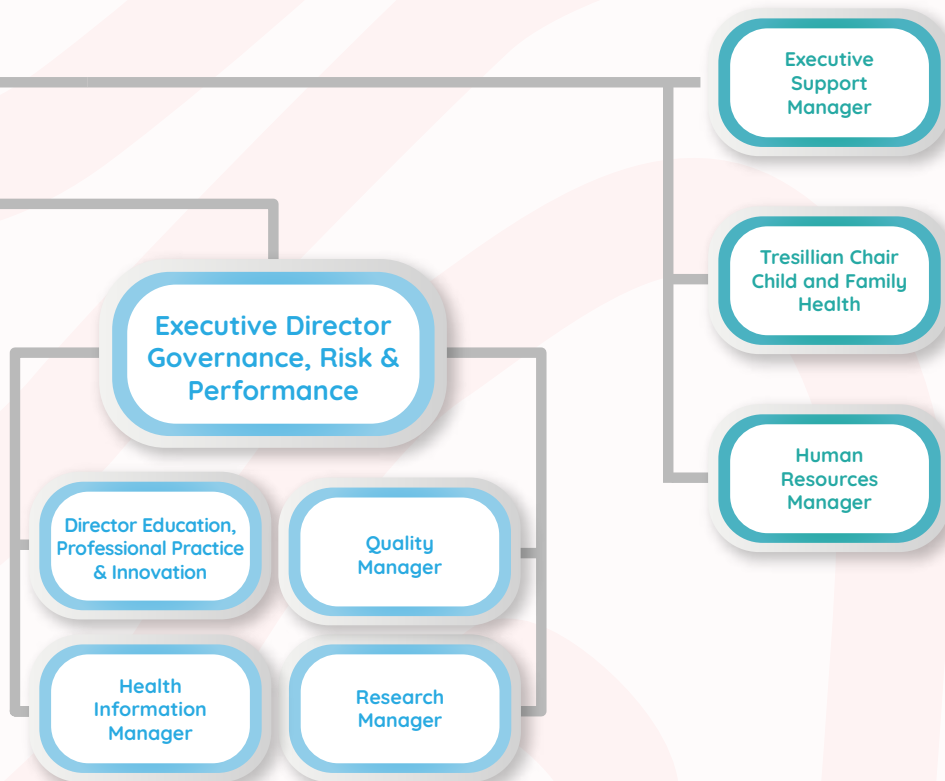 Executive
Support
Manager
Tresillian Chair
Child and Family
Health
Human
Resources
Manager
Executive Director
Governance, Risk &
Performance
Director Education,
Professional Practice
& Innovation
Quality
Manager
Health
Information
Manager
Research
Manager